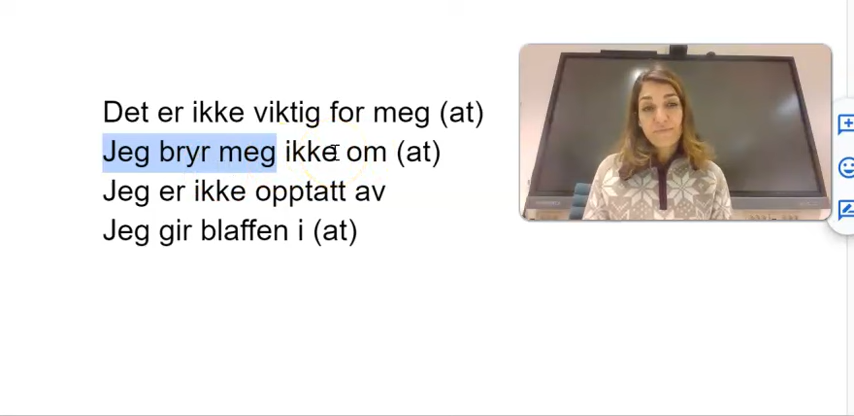 Det er ikke viktig for meg (at)
Jeg bryr meg ikke om (at)
Jeg er ikke opptatt av
Jeg gir blaffen i (at)